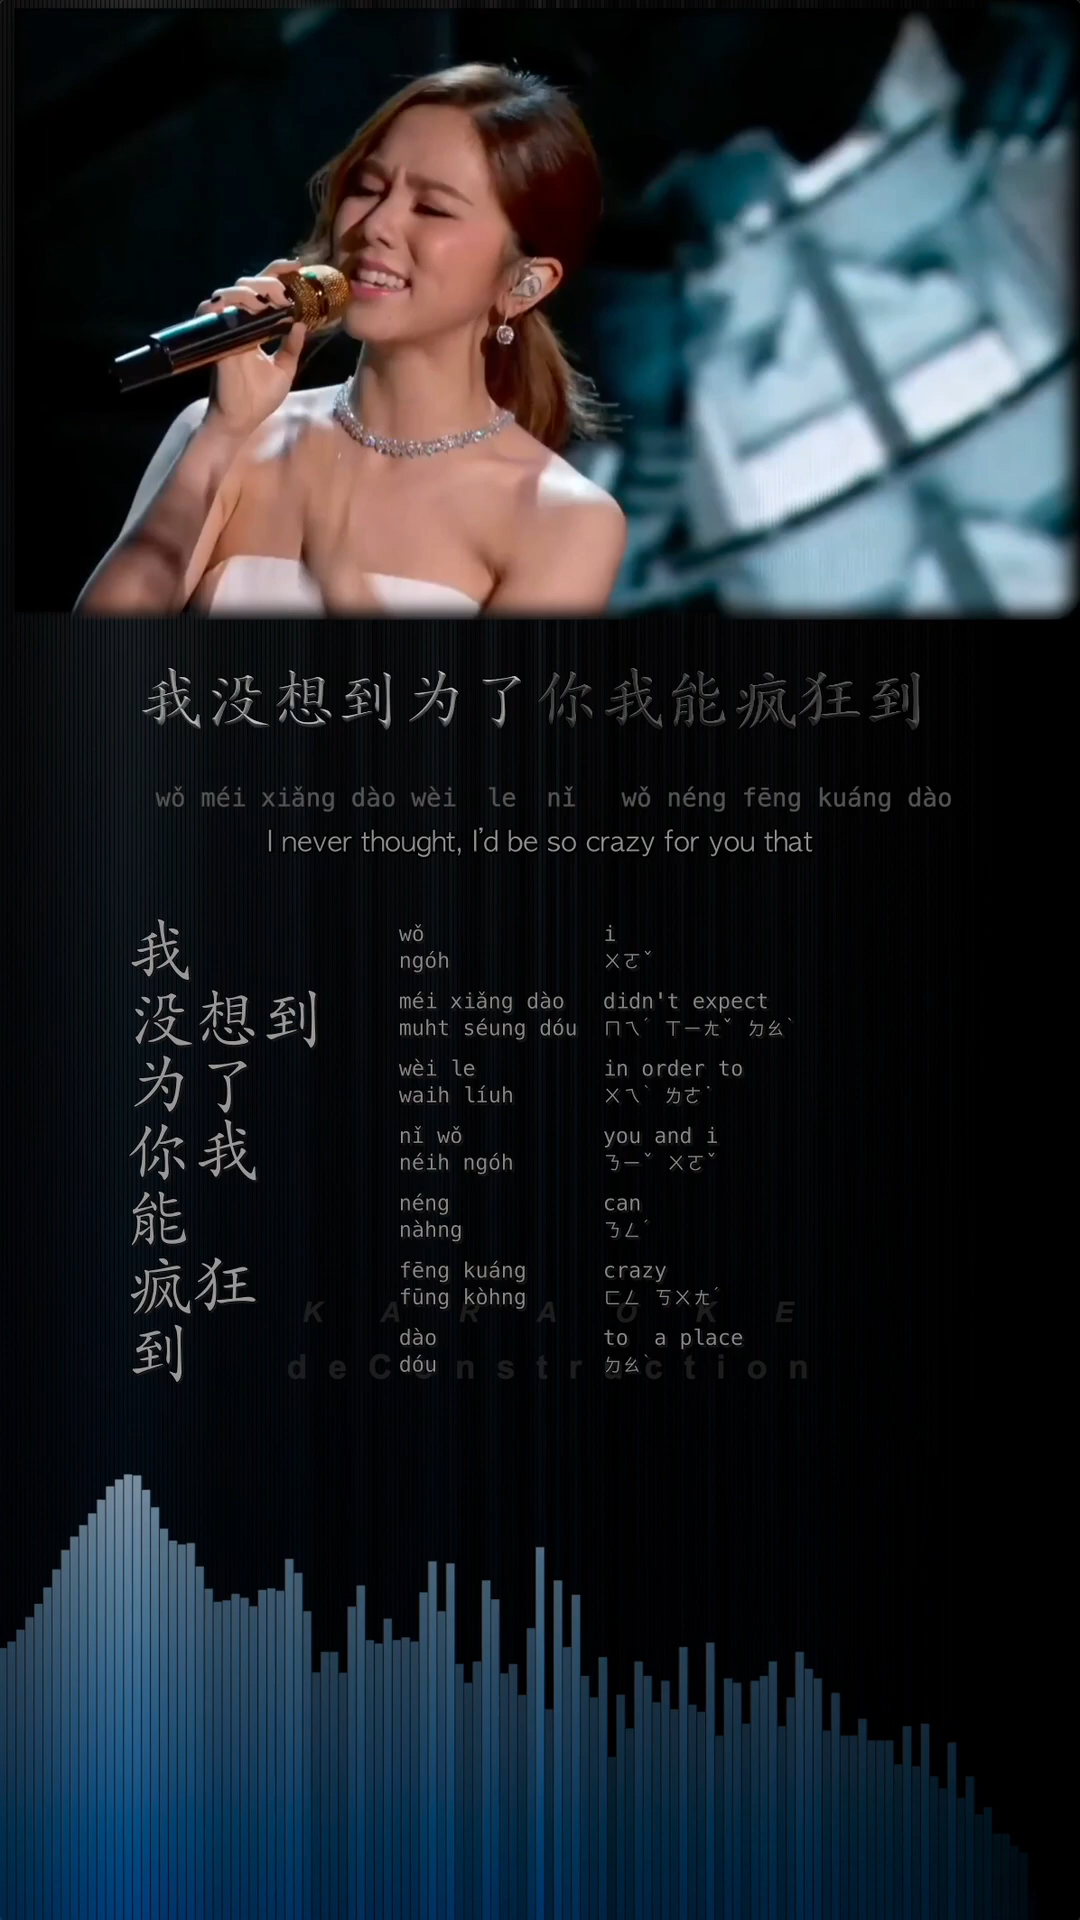 我没想到为了你我能疯狂到
wǒ méi xiǎng dào wèi le nǐ wǒ néng fēng kuáng dào
I never thought, I'd be so crazy for you that
我 wǒ i
ngóh ㄨㄛˇ
没想到 méi xiǎng dào didn't expect
muht séung dóu ㄇㄟˊ ㄒㄧㄤˇ ㄉㄠˋ
为了 wèi le in order to
waih líuh ㄨㄟˋ ㄌㄜ˙
你我 nǐ wǒ you and i
néih ngóh ㄋㄧˇ ㄨㄛˇ
能 néng can
nàhng ㄋㄥˊ
疯狂 fēng kuáng crazy
fūng kòhng ㄈㄥ ㄎㄨㄤˊ
KARAOKE
到 dào to a place
dóu ㄉㄠˋ
deConstruction